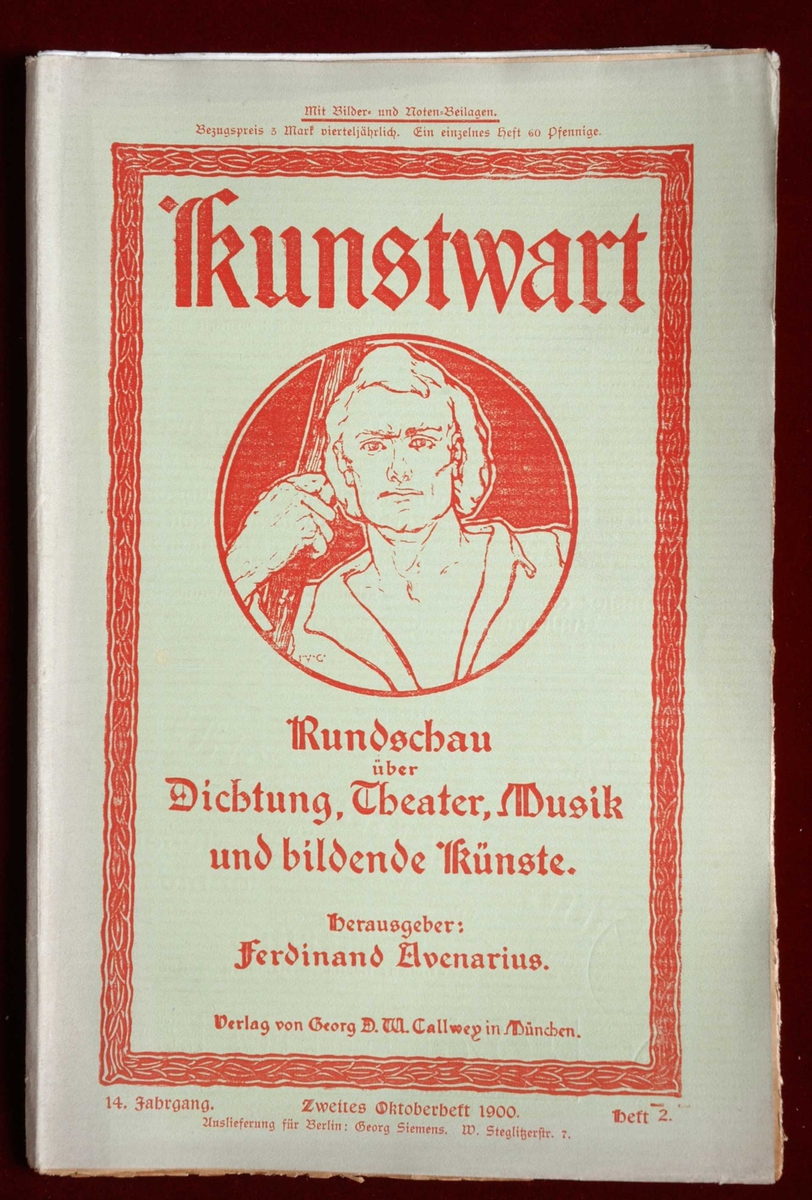 Mit Bilder- und Noten-Beilagen.
Bezugspreis 3 Mark vierteljährlich. Ein einzelnes Heft 60 Pfennige.
Kunstwart
Rundschau
über
Dichtung, Theater, Musik
und bildende Künste.
Herausgeber:
Ferdinand Avenarius.
Verlag von Georg D. W. Callwey in München.
14. Jahrgang. Zweites Oktoberheft 1900. Heft 2.
Auslieferung für Berlin: Georg Siemens. W. Steglitzerstr. 7.